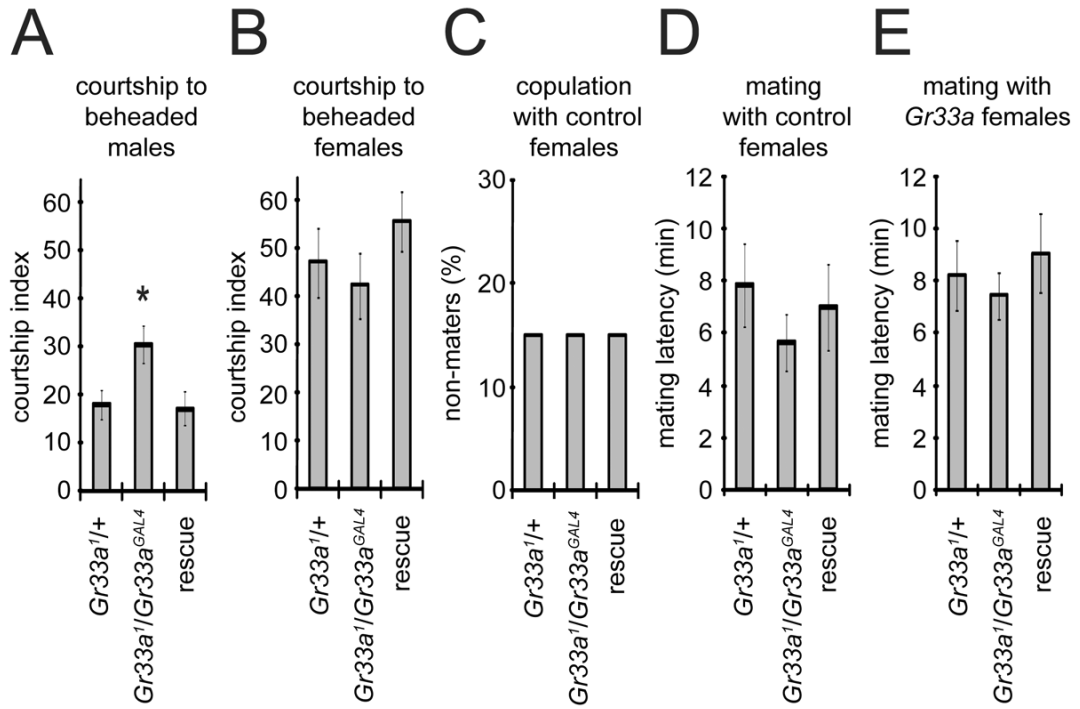 A
courtship to
beheaded
males
courtship index
60
50
40
30
20
10
0
*
Gr33a¹/+
Gr33a¹/Gr33aᴳᴬᴸ⁴
rescue
B
courtship to
beheaded
females
courtship index
60
50
40
30
20
10
0
Gr33a¹/+
Gr33a¹/Gr33aᴳᴬᴸ⁴
rescue
C
copulation
with control
females
non-maters (%)
30
20
10
0
Gr33a¹/+
Gr33a¹/Gr33aᴳᴬᴸ⁴
rescue
D
mating
with control
females
mating latency (min)
12
10
8
6
4
2
0
Gr33a¹/+
Gr33a¹/Gr33aᴳᴬᴸ⁴
rescue
E
mating with
Gr33a females
mating latency (min)
12
10
8
6
4
2
0
Gr33a¹/+
Gr33a¹/Gr33aᴳᴬᴸ⁴
rescue